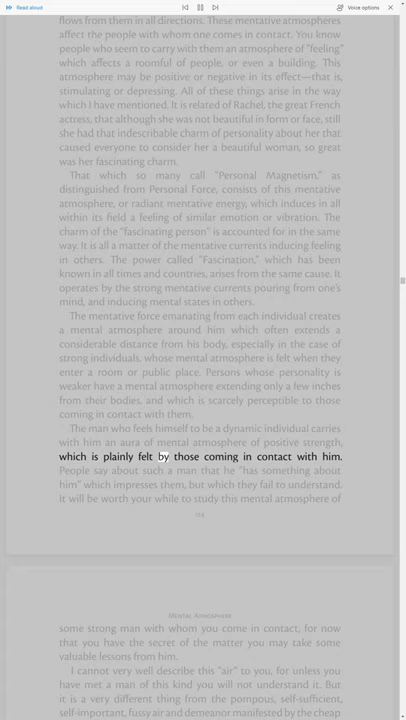 Read aloud
Voice options
flows from them in all directions. These mentative atmospheres
affect the people with whom one comes in contact. You know
people who seem to carry with them an atmosphere of "feeling"
which affects a roomful of people, or even a building. This
atmosphere may be positive or negative in its effect—that is,
stimulating or depressing. All of these things arise in the way
which I have mentioned. It is related of Rachel, the great French
actress, that although she was not beautiful in form or face, still
she had that indescribable charm of personality about her that
caused everyone to consider her a beautiful woman, so great
was her fascinating charm.
That which so many call "Personal Magnetism," as
distinguished from Personal Force, consists of this mentative
atmosphere, or radiant mentative energy, which induces in all
within its field a feeling of similar emotion or vibration. The
charm of the "fascinating person" is accounted for in the same
way. It is all a matter of the mentative currents inducing feeling
in others. The power called "Fascination," which has been
known in all times and countries, arises from the same cause. It
operates by the strong mentative currents pouring from one's
mind, and inducing mental states in others.
The mentative force emanating from each individual creates
a mental atmosphere around him which often extends a
considerable distance from his body, especially in the case of
strong individuals, whose mental atmosphere is felt when they
enter a room or public place. Persons whose personality is
weaker have a mental atmosphere extending only a few inches
from their bodies, and which is scarcely perceptible to those
coming in contact with them.
The man who feels himself to be a dynamic individual carries
with him an aura of mental atmosphere of positive strength,
which is plainly felt by those coming in contact with him.
People say about such a man that he "has something about
him" which impresses them, but which they fail to understand.
It will be worth your while to study this mental atmosphere of
Mental Alchemy
some strong man with whom you come in contact, for now
that you have the secret of the matter you may take some
valuable lessons from him.
I cannot very well describe this "air" to you, for unless you
have met a man of this kind you will not understand it. But
it is a very different thing from the pompous, self-sufficient,
self-important, fussy air and demeanor manifested by the cheap